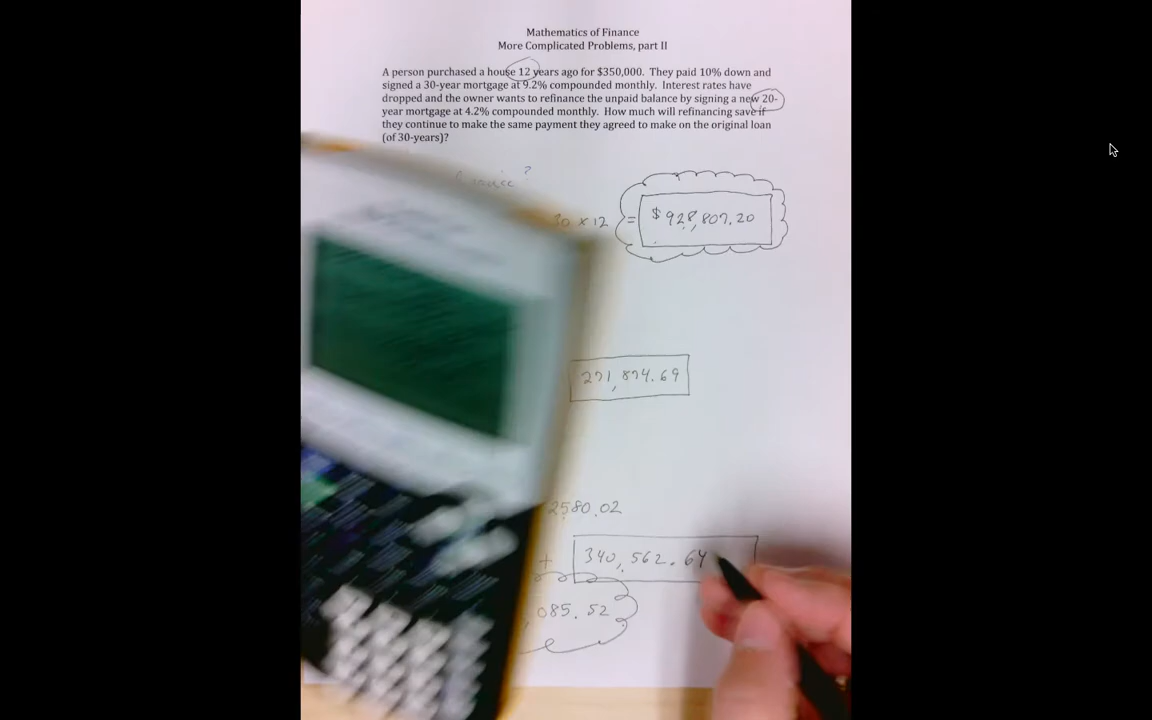 Mathematics of Finance
More Complicated Problems, part II
A person purchased a house 12 years ago for $350,000. They paid 10% down and
signed a 30-year mortgage at 9.2% compounded monthly. Interest rates have
dropped and the owner wants to refinance the unpaid balance by signing a new 20-
year mortgage at 4.2% compounded monthly. How much will refinancing save if
they continue to make the same payment they agreed to make on the original loan
(of 30-years)?
?
30 x 12 = $ 928,807.20
271,874.69
2580.02
+ 340,562.64
,085.52